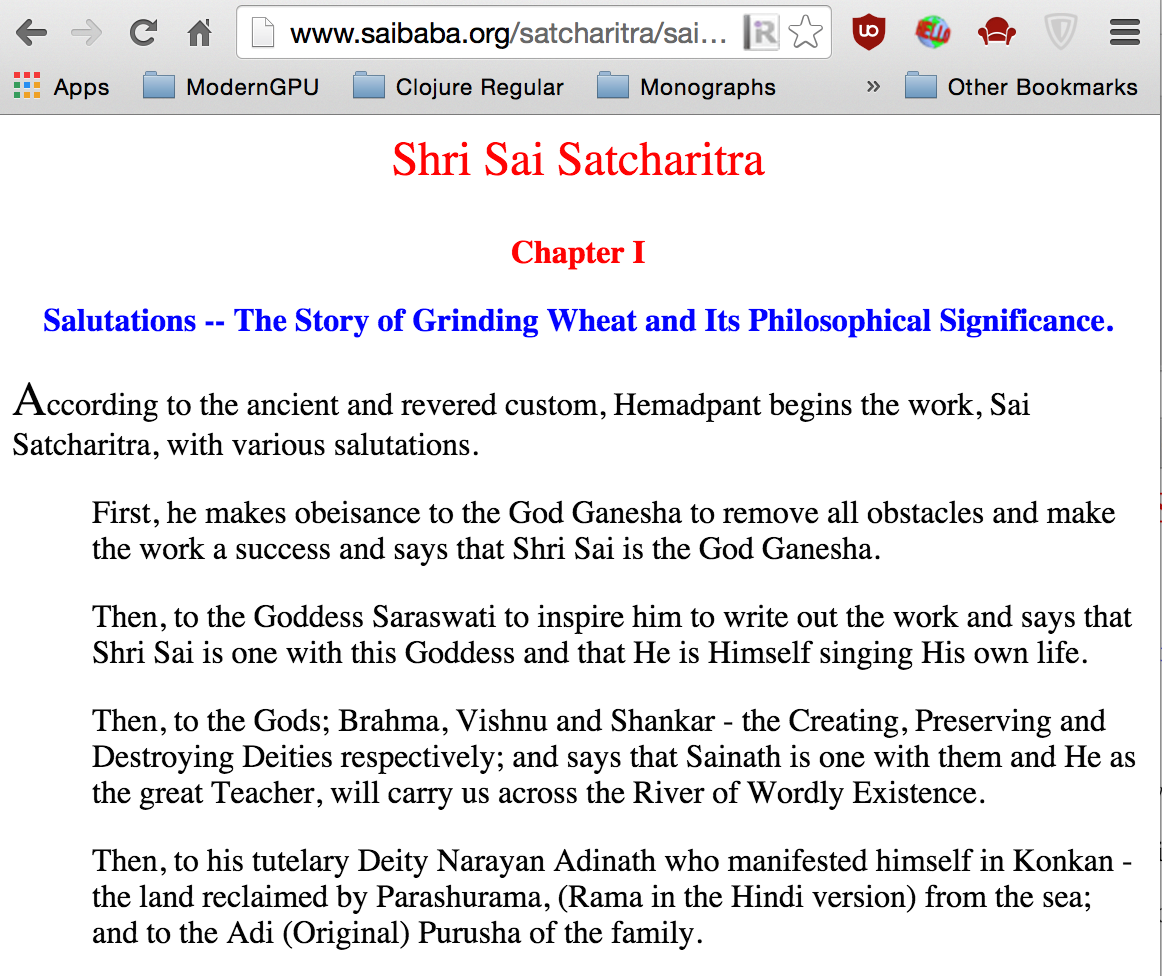 www.saibaba.org/satcharitra/sai...
Apps
ModernGPU
Clojure Regular
Monographs
»
Other Bookmarks
Shri Sai Satcharitra
Chapter I
Salutations -- The Story of Grinding Wheat and Its Philosophical Significance.
According to the ancient and revered custom, Hemadpant begins the work, Sai
Satcharitra, with various salutations.
First, he makes obeisance to the God Ganesha to remove all obstacles and make
the work a success and says that Shri Sai is the God Ganesha.
Then, to the Goddess Saraswati to inspire him to write out the work and says that
Shri Sai is one with this Goddess and that He is Himself singing His own life.
Then, to the Gods; Brahma, Vishnu and Shankar - the Creating, Preserving and
Destroying Deities respectively; and says that Sainath is one with them and He as
the great Teacher, will carry us across the River of Wordly Existence.
Then, to his tutelary Deity Narayan Adinath who manifested himself in Konkan -
the land reclaimed by Parashurama, (Rama in the Hindi version) from the sea;
and to the Adi (Original) Purusha of the family.